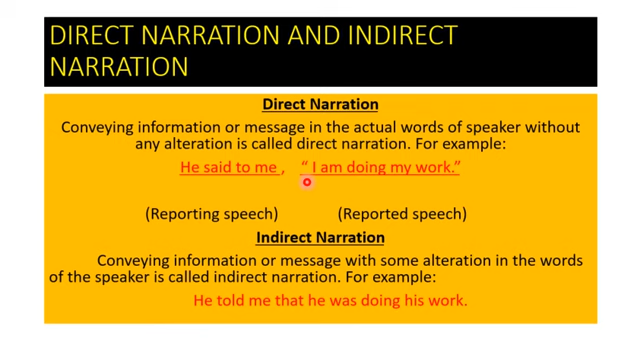 DIRECT NARRATION AND INDIRECT
NARRATION
Direct Narration
Conveying information or message in the actual words of speaker without
any alteration is called direct narration. For example:
He said to me , “ I am doing my work.”
(Reporting speech) (Reported speech)
Indirect Narration
Conveying information or message with some alteration in the words
of the speaker is called indirect narration. For example:
He told me that he was doing his work.